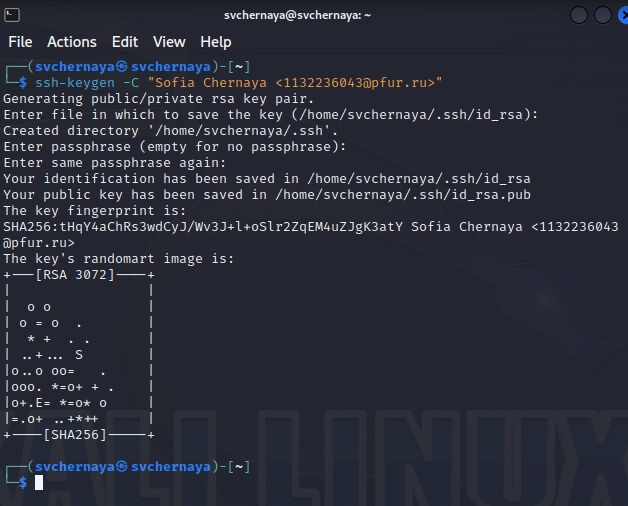 svchernaya@svchernaya: ~
File Actions Edit View Help
┌──(svchernaya㉿svchernaya)-[~]
└─$ ssh-keygen -C "Sofia Chernaya <1132236043@pfur.ru>"
Generating public/private rsa key pair.
Enter file in which to save the key (/home/svchernaya/.ssh/id_rsa):
Created directory '/home/svchernaya/.ssh'.
Enter passphrase (empty for no passphrase):
Enter same passphrase again:
Your identification has been saved in /home/svchernaya/.ssh/id_rsa
Your public key has been saved in /home/svchernaya/.ssh/id_rsa.pub
The key fingerprint is:
SHA256:tHqY4aChRs3wdCyJ/Wv3J+l+oSlr2ZqEM4uZJgK3atY Sofia Chernaya <1132236043
@pfur.ru>
The key's randomart image is:
+---[RSA 3072]----+
|                 |
|  o o            |
| o = o  .        |
|  * +  . .       |
| ..+... S        |
|o..o oo=   .     |
|ooo. *=o+ + .    |
|o+.E= *=o* o     |
|=.o+ ..+*++      |
+----[SHA256]-----+
┌──(svchernaya㉿svchernaya)-[~]
└─$
KALI LINUX